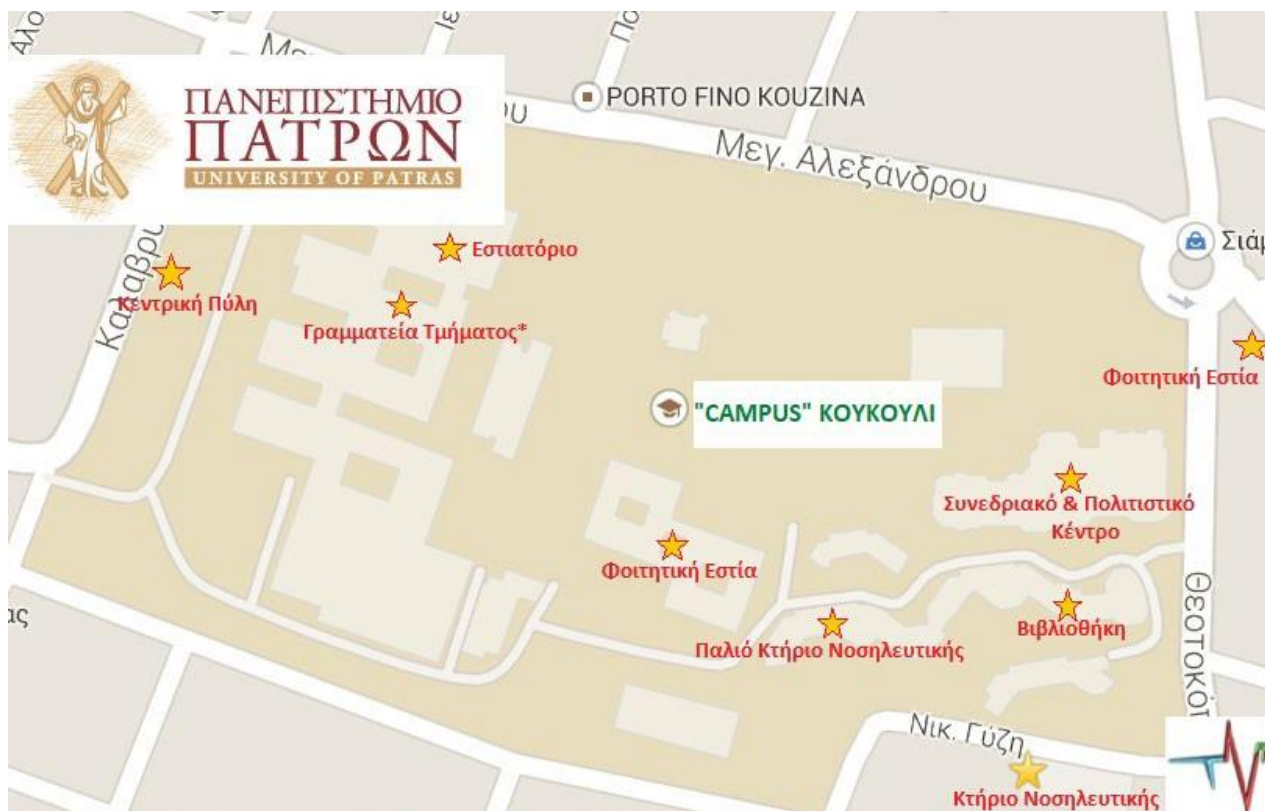 ΠΑΝΕΠΙΣΤΗΜΙΟ
ΠΑΤΡΩΝ
UNIVERSITY OF PATRAS
PORTO FINO KOUZINA
Μεγ. Αλεξάνδρου
Εστιατόριο
Κεντρική Πύλη
Γραμματεία Τμήματος*
Φοιτητική Εστία
"CAMPUS" ΚΟΥΚΟΥΛΙ
Συνεδριακό & Πολιτιστικό
Κέντρο
Φοιτητική Εστία
Βιβλιοθήκη
Παλιό Κτήριο Νοσηλευτικής
Νικ. Γύζη
Κτήριο Νοσηλευτικής